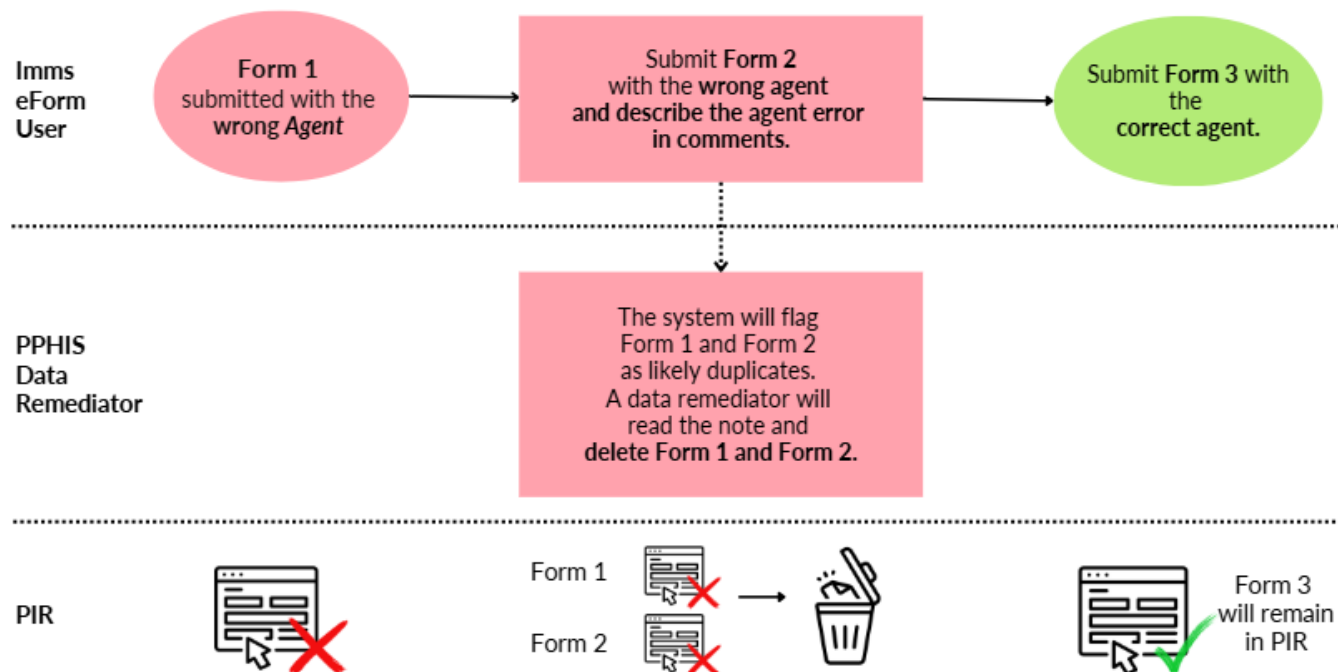 Imms
eForm
User
Form 1
submitted with the
wrong Agent
Submit Form 2
with the wrong agent
and describe the agent error
in comments.
Submit Form 3 with
the
correct agent.
PPHIS
Data
Remediator
The system will flag
Form 1 and Form 2
as likely duplicates.
A data remediator will
read the note and
delete Form 1 and Form 2.
PIR
Form 1
Form 2
Form 3
will remain
in PIR